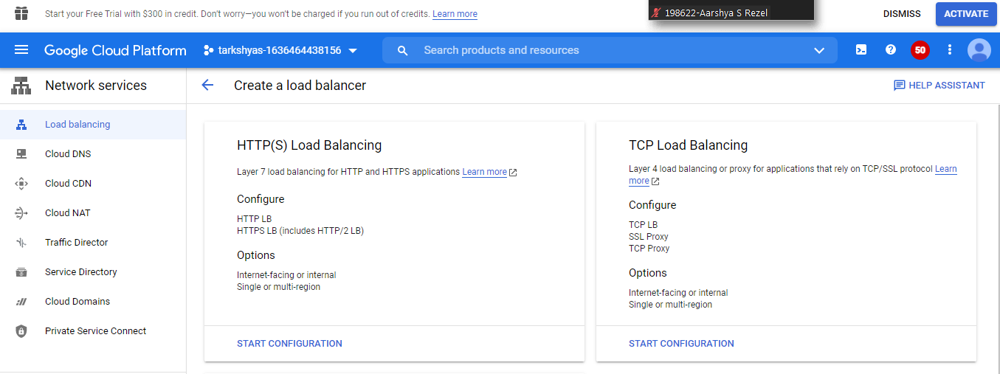 Start your Free Trial with $300 in credit. Don't worry—you won't be charged if you run out of credits. Learn more
198622-Aarshya S Rezel
DISMISS
ACTIVATE
Google Cloud Platform
tarkshyas-1636464438156
Search products and resources
50
Network services
Create a load balancer
HELP ASSISTANT
Load balancing
Cloud DNS
Cloud CDN
Cloud NAT
Traffic Director
Service Directory
Cloud Domains
Private Service Connect
HTTP(S) Load Balancing
Layer 7 load balancing for HTTP and HTTPS applications Learn more
Configure
HTTP LB
HTTPS LB (includes HTTP/2 LB)
Options
Internet-facing or internal
Single or multi-region
START CONFIGURATION
TCP Load Balancing
Layer 4 load balancing or proxy for applications that rely on TCP/SSL protocol Learn
more
Configure
TCP LB
SSL Proxy
TCP Proxy
Options
Internet-facing or internal
Single or multi-region
START CONFIGURATION